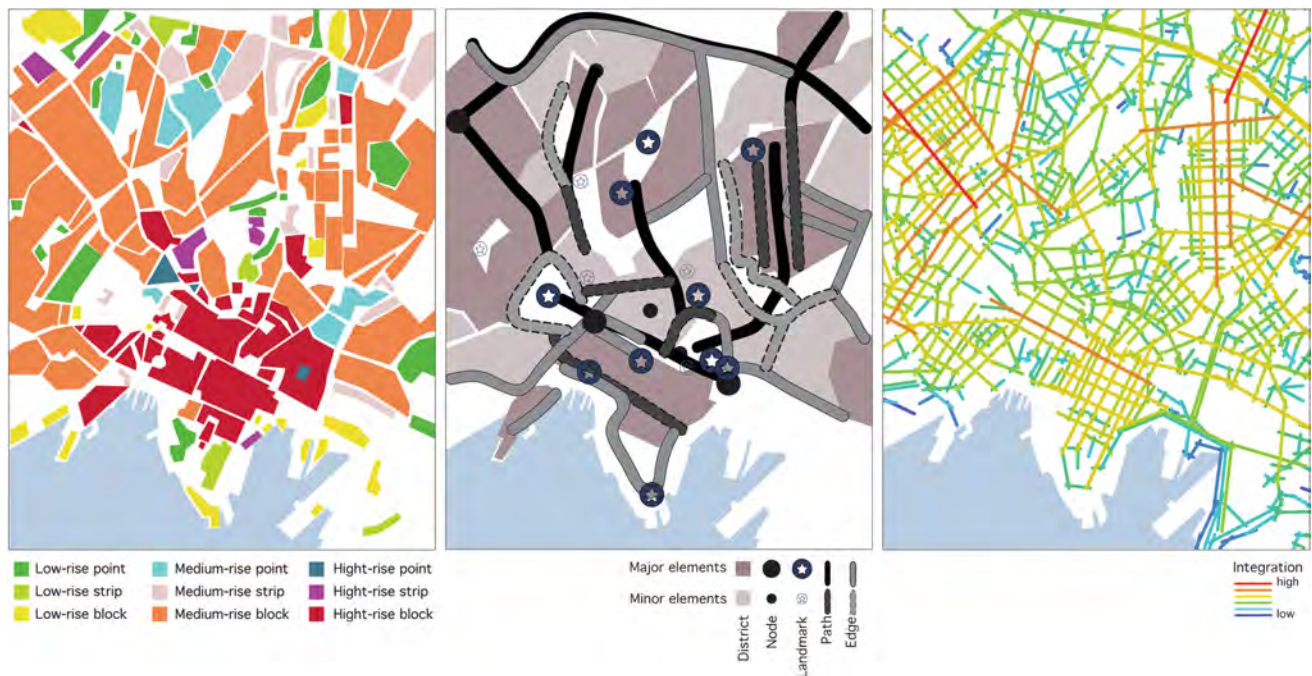 Low-rise point
Medium-rise point
Hight-rise point
Low-rise strip
Medium-rise strip
Hight-rise strip
Low-rise block
Medium-rise block
Hight-rise block
Major elements
Minor elements
District
Node
Landmark
Path
Edge
Integration
high
low